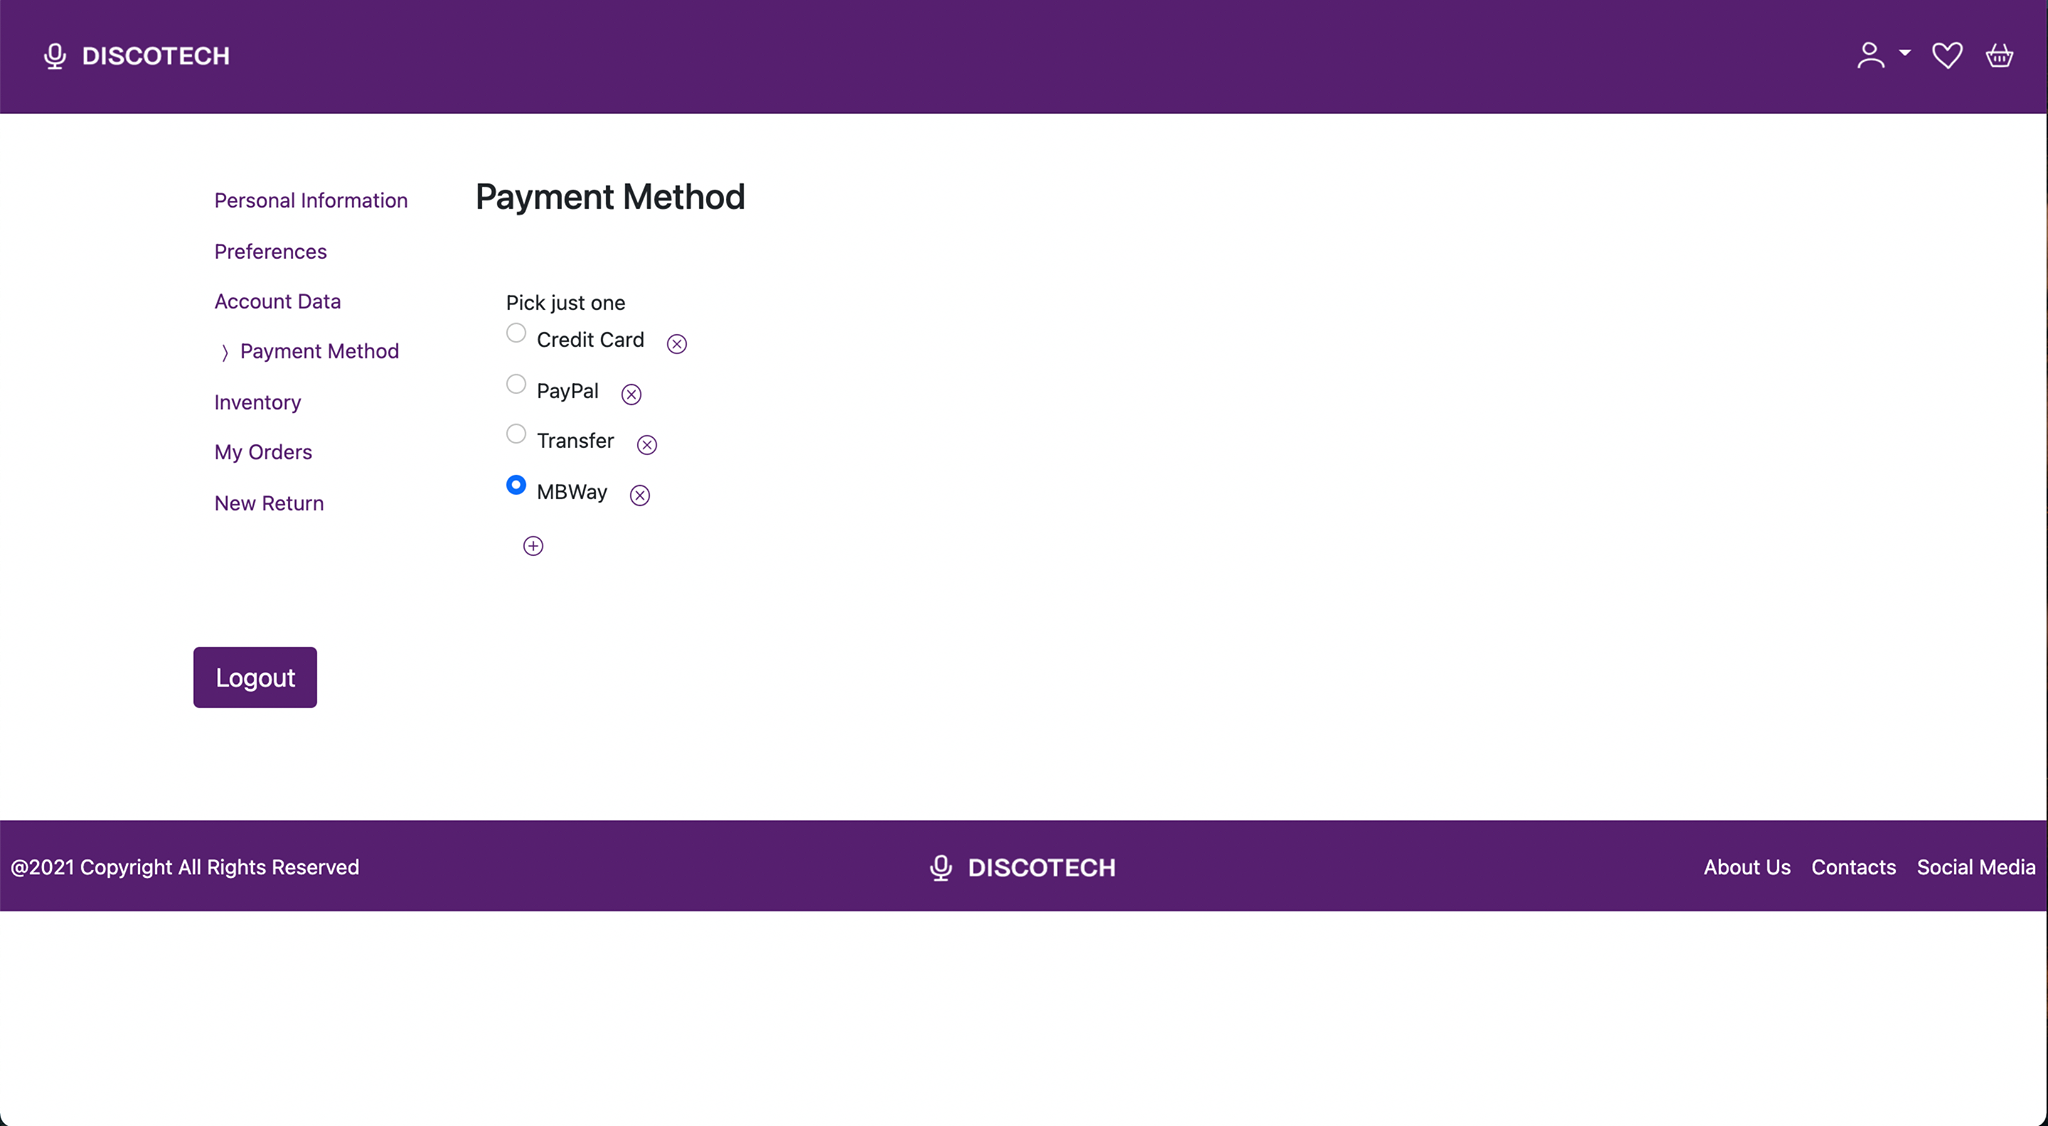 DISCOTECH
Personal Information
Preferences
Account Data
Payment Method
Inventory
My Orders
New Return
Logout
Payment Method
Pick just one
Credit Card
PayPal
Transfer
MBWay
@2021 Copyright All Rights Reserved
DISCOTECH
About Us Contacts Social Media